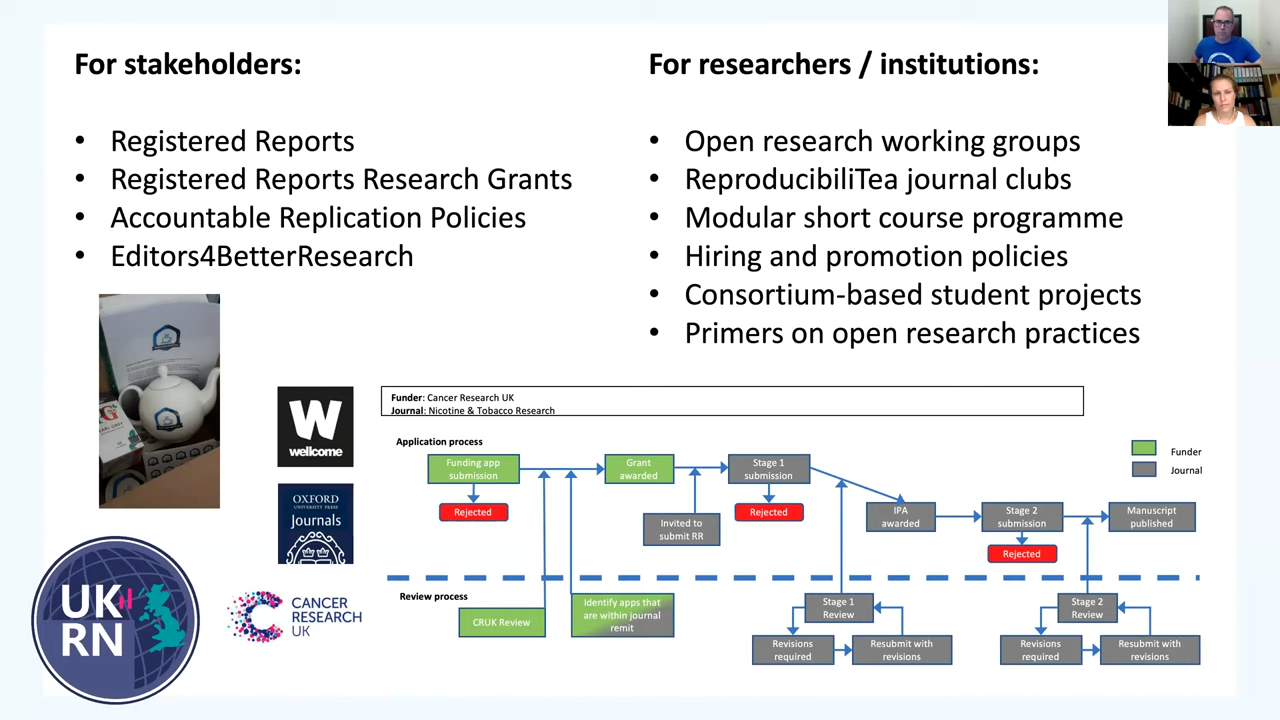 For stakeholders:
• Registered Reports
• Registered Reports Research Grants
• Accountable Replication Policies
• Editors4BetterResearch
For researchers / institutions:
• Open research working groups
• ReproducibiliTea journal clubs
• Modular short course programme
• Hiring and promotion policies
• Consortium-based student projects
• Primers on open research practices
W
wellcome
OXFORD
UNIVERSITY PRESS
Journals
UK
RN
CANCER
RESEARCH
UK
Funder: Cancer Research UK
Journal: Nicotine & Tobacco Research
Application process
Funding app
submission
Rejected
Grant
awarded
Invited to
submit RR
Stage 1
submission
Rejected
IPA
awarded
Stage 2
submission
Rejected
Manuscript
published
Funder
Journal
Review process
CRUK Review
Identify apps that
are within journal
remit
Stage 1
Review
Revisions
required
Resubmit with
revisions
Stage 2
Review
Revisions
required
Resubmit with
revisions